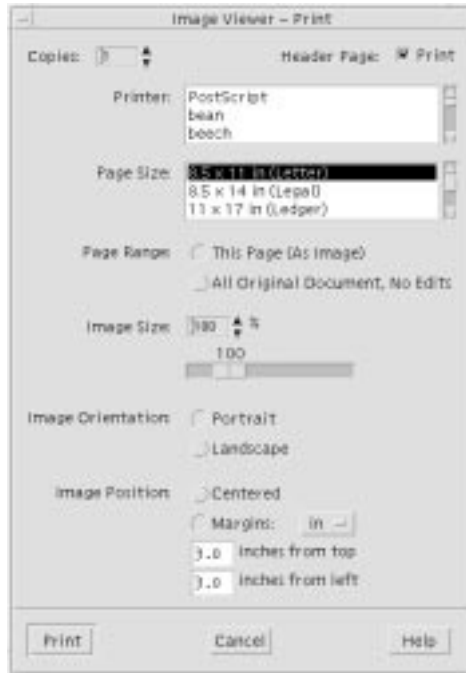 Image Viewer – Print
Copies: 1 Header Page: Print
Printer: PostScript
bean
beech
Page Size: 8.5 x 11 in (Letter)
8.5 x 14 in (Legal)
11 x 17 in (Ledger)
Page Range: This Page (As Image)
All Original Document, No Edits
Image Size: 100 %
100
Image Orientation: Portrait
Landscape
Image Position: Centered
Margins: in
inches from top
inches from left
Print Cancel Help